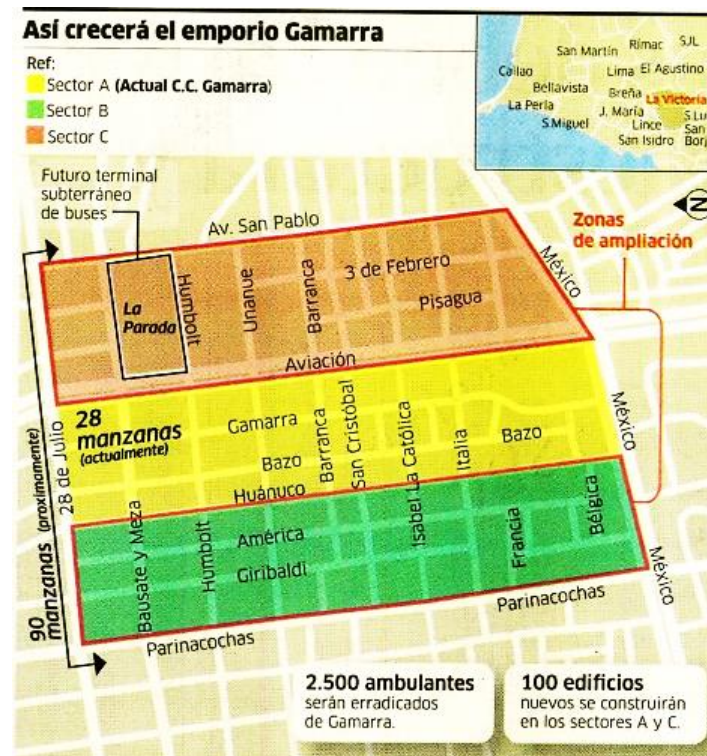 Así crecerá el emporio Gamarra
Ref:
Sector A (Actual C.C. Gamarra)
Sector B
Sector C
San Martín
Rimac
SJL
Callao
Lima
El Agustino
Bellavista
Breña
La Victoria
La Perla
J. María
S.Lu
S.Miguel
Lince
San
San Isidro
Borj
N
Futuro terminal
subterráneo
de buses
Av. San Pablo
Zonas
de ampliación
México
La
Parada
Humbolt
Unanue
Barranca
3 de Febrero
Pisagua
Aviación
28
manzanas
(actualmente)
28 de Julio
90 manzanas (proximamente)
Gamarra
Bazo
Huánuco
Barranca
San Cristóbal
Isabel La Católica
Italia
Bazo
México
Bausate y Meza
Humbolt
América
Giribaldi
Francia
Bélgica
México
Parinacochas
Parinacochas
2.500 ambulantes
serán erradicados
de Gamarra.
100 edificios
nuevos se construirán
en los sectores A y C.